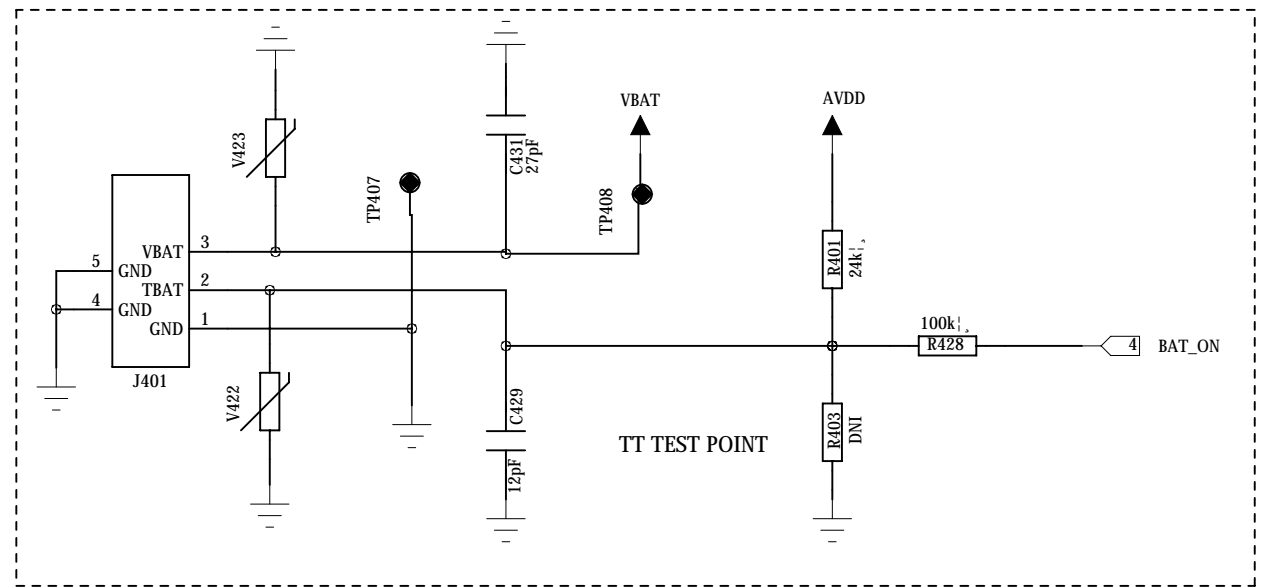 VBAT
AVDD
V423
C431
27pF
TP407
TP408
R401
24k¦¸
VBAT
3
5
GND
TBAT
2
4
GND
GND
1
J401
100k¦¸
R428
4
BAT_ON
V422
C429
12pF
TT TEST POINT
R403
DNI